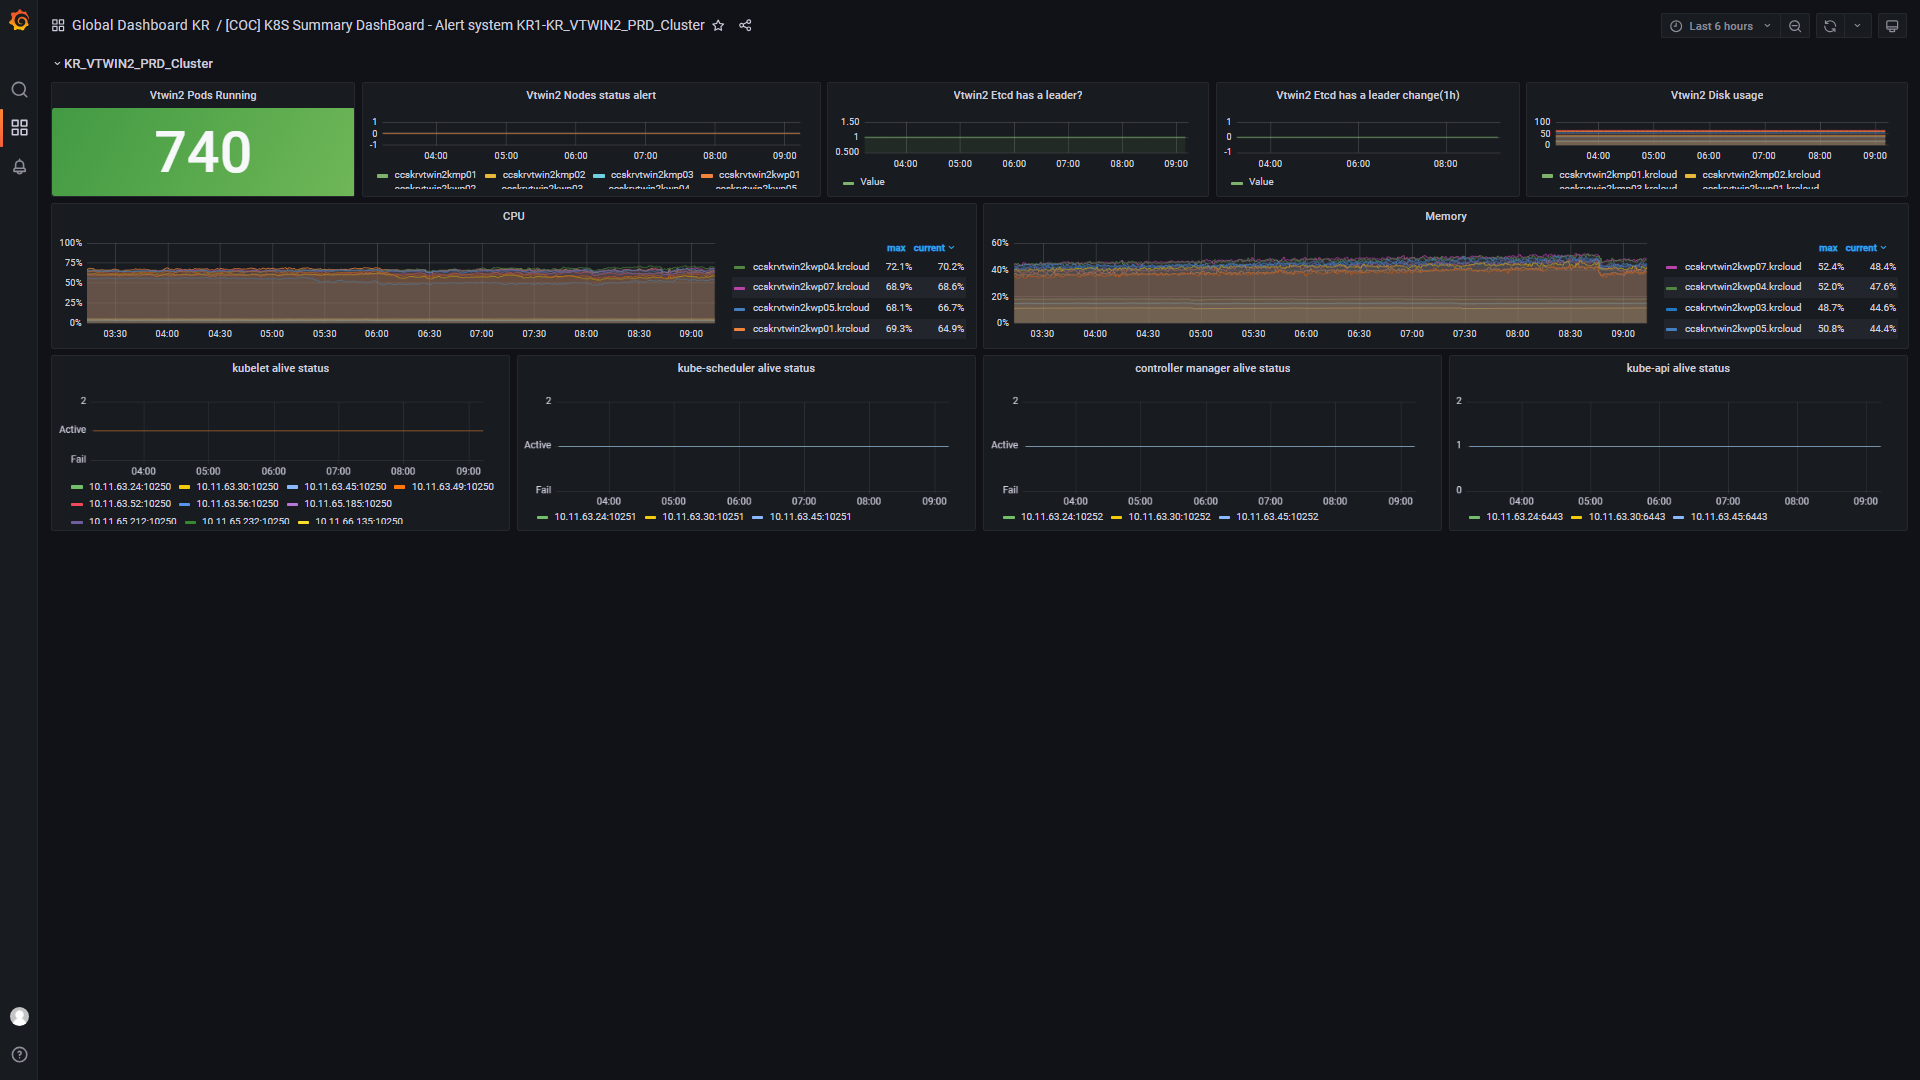 Global Dashboard KR / [COC] K8S Summary DashBoard - Alert system KR1-KR_VTWIN2_PRD_Cluster
Last 6 hours
KR_VTWIN2_PRD_Cluster
Vtwin2 Pods Running
740
Vtwin2 Nodes status alert
1
0
-1
04:00 05:00 06:00 07:00 08:00 09:00
ccskrvtwin2kmp01 ccskrvtwin2kmp02 ccskrvtwin2kmp03 ccskrvtwin2kwp01
ccskrvtwin2kwp02 ccskrvtwin2kwp03 ccskrvtwin2kwp04 ccskrvtwin2kwp05
Vtwin2 Etcd has a leader?
1.50
1
0.500
04:00 05:00 06:00 07:00 08:00 09:00
Value
Vtwin2 Etcd has a leader change(1h)
1
0
-1
04:00 06:00 08:00
Value
Vtwin2 Disk usage
100
50
0
04:00 05:00 06:00 07:00 08:00 09:00
ccskrvtwin2kmp01.krcloud ccskrvtwin2kmp02.krcloud
ccskrvtwin2kmp03.krcloud ccskrvtwin2kwp01.krcloud
CPU
100%
75%
50%
25%
0%
03:30 04:00 04:30 05:00 05:30 06:00 06:30 07:00 07:30 08:00 08:30 09:00
max current
ccskrvtwin2kwp04.krcloud 72.1% 70.2%
ccskrvtwin2kwp07.krcloud 68.9% 68.6%
ccskrvtwin2kwp05.krcloud 68.1% 66.7%
ccskrvtwin2kwp01.krcloud 69.3% 64.9%
Memory
60%
40%
20%
0%
03:30 04:00 04:30 05:00 05:30 06:00 06:30 07:00 07:30 08:00 08:30 09:00
max current
ccskrvtwin2kwp07.krcloud 52.4% 48.4%
ccskrvtwin2kwp04.krcloud 52.0% 47.6%
ccskrvtwin2kwp03.krcloud 48.7% 44.6%
ccskrvtwin2kwp05.krcloud 50.8% 44.4%
kubelet alive status
2
Active
Fail
04:00 05:00 06:00 07:00 08:00 09:00
10.11.63.24:10250 10.11.63.30:10250 10.11.63.45:10250 10.11.63.49:10250
10.11.63.52:10250 10.11.63.56:10250 10.11.65.185:10250
10.11.65.212:10250 10.11.65.232:10250 10.11.66.135:10250
kube-scheduler alive status
2
Active
Fail
04:00 05:00 06:00 07:00 08:00 09:00
10.11.63.24:10251 10.11.63.30:10251 10.11.63.45:10251
controller manager alive status
2
Active
Fail
04:00 05:00 06:00 07:00 08:00 09:00
10.11.63.24:10252 10.11.63.30:10252 10.11.63.45:10252
kube-api alive status
2
1
0
04:00 05:00 06:00 07:00 08:00 09:00
10.11.63.24:6443 10.11.63.30:6443 10.11.63.45:6443